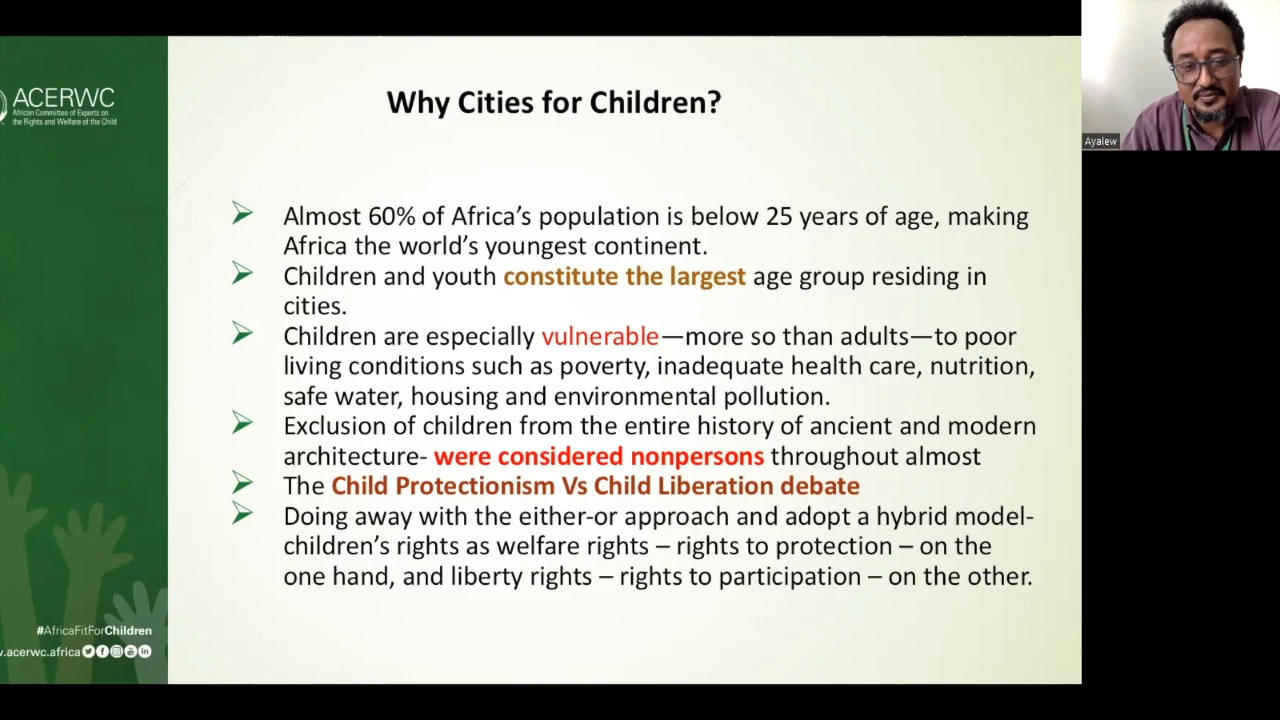 ACERWC
African Committee of Experts on
the Rights and Welfare of the Child
Why Cities for Children?
Almost 60% of Africa's population is below 25 years of age, making
Africa the world's youngest continent.
Children and youth constitute the largest age group residing in
cities.
Children are especially vulnerable—more so than adults—to poor
living conditions such as poverty, inadequate health care, nutrition,
safe water, housing and environmental pollution.
Exclusion of children from the entire history of ancient and modern
architecture- were considered nonpersons throughout almost
The Child Protectionism Vs Child Liberation debate
Doing away with the either-or approach and adopt a hybrid model-
children's rights as welfare rights – rights to protection – on the
one hand, and liberty rights – rights to participation – on the other.
#AfricaFitForChildren
.acerwc.africa
Ayalew